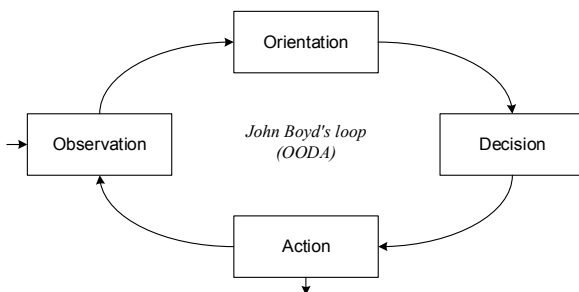 Orientation
Observation
John Boyd's loop
(OODA)
Decision
Action